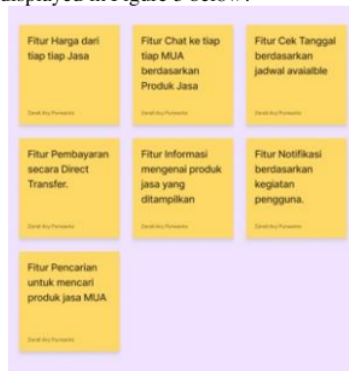 displayed in Figure 3 below.
Fitur Harga dari
tiap tiap Jasa
Fitur Chat ke tiap
tiap MUA
berdasarkan
Produk Jasa
Fitur Cek Tanggal
berdasarkan
jadwal avaialble
Fitur Pembayaran
secara Direct
Transfer.
Fitur Informasi
mengenai produk
jasa yang
ditampilkan
Fitur Notifikasi
berdasarkan
kegiatan
pengguna.
Fitur Pencarian
untuk mencari
produk jasa MUA